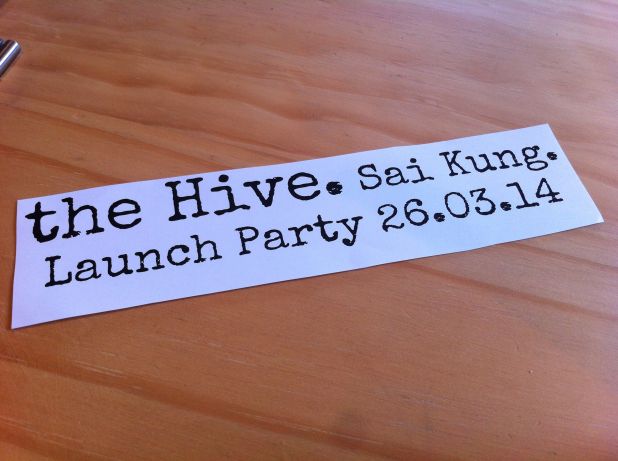 the Hive. Sai Kung.
Launch Party 26.03.14